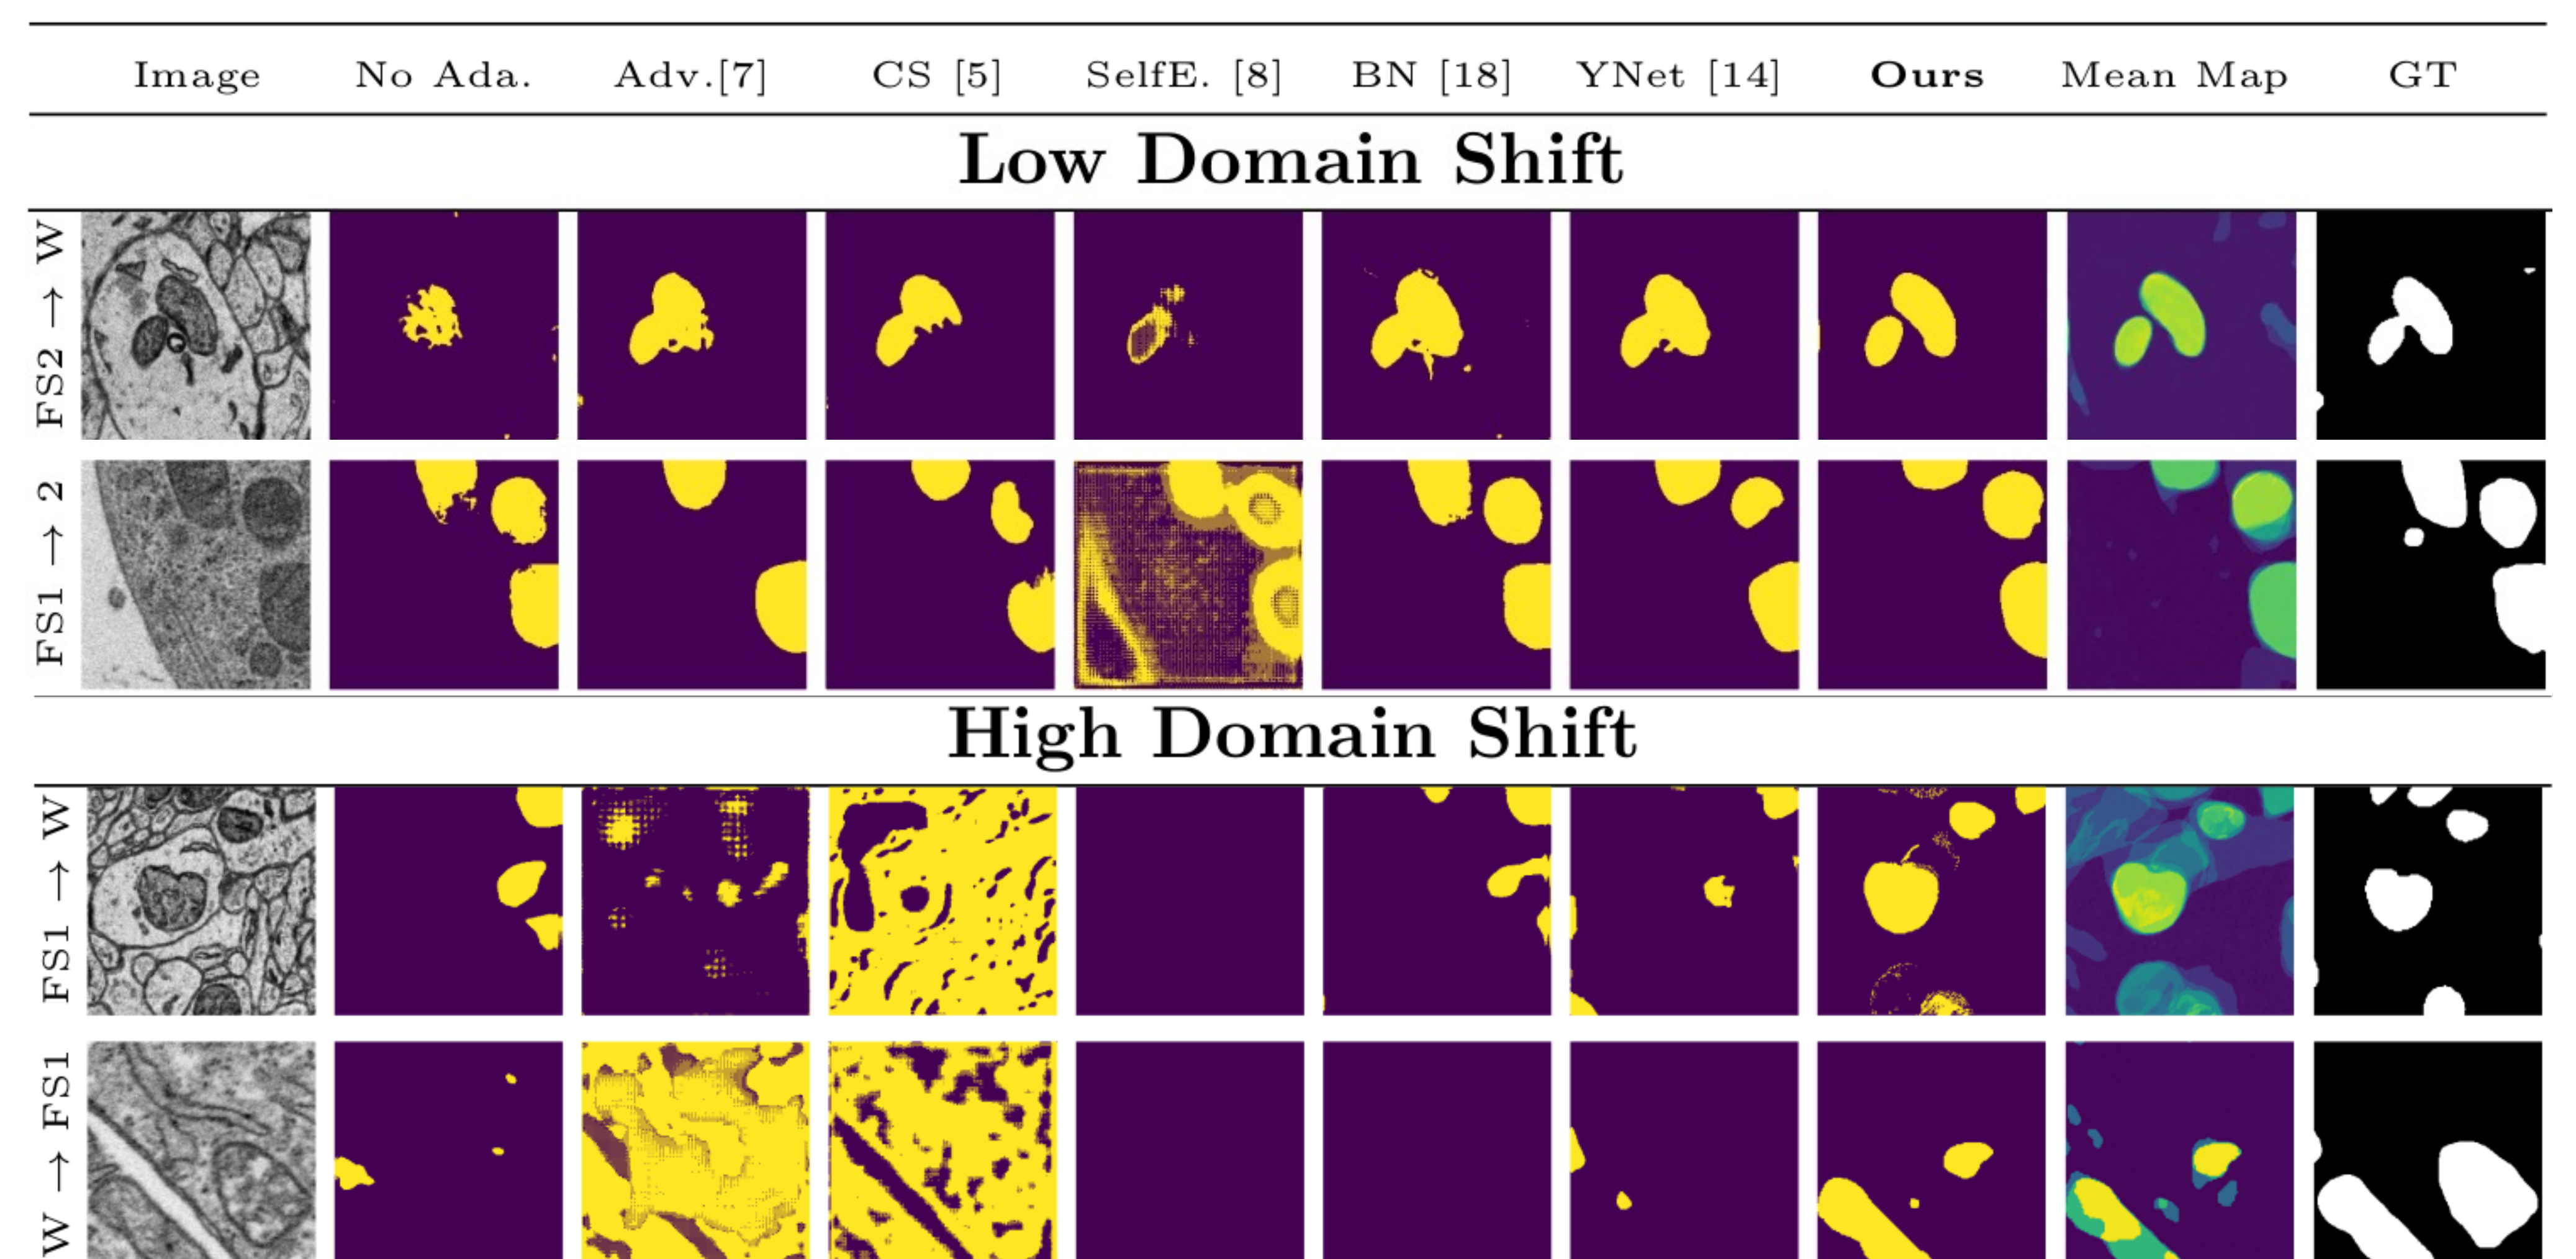 Image No Ada. Adv.[7] CS [5] SelfE. [8] BN [18] YNet [14] Ours Mean Map GT
Low Domain Shift
FS2 → W
FS1 → 2
High Domain Shift
FS1 → W
W → FS1